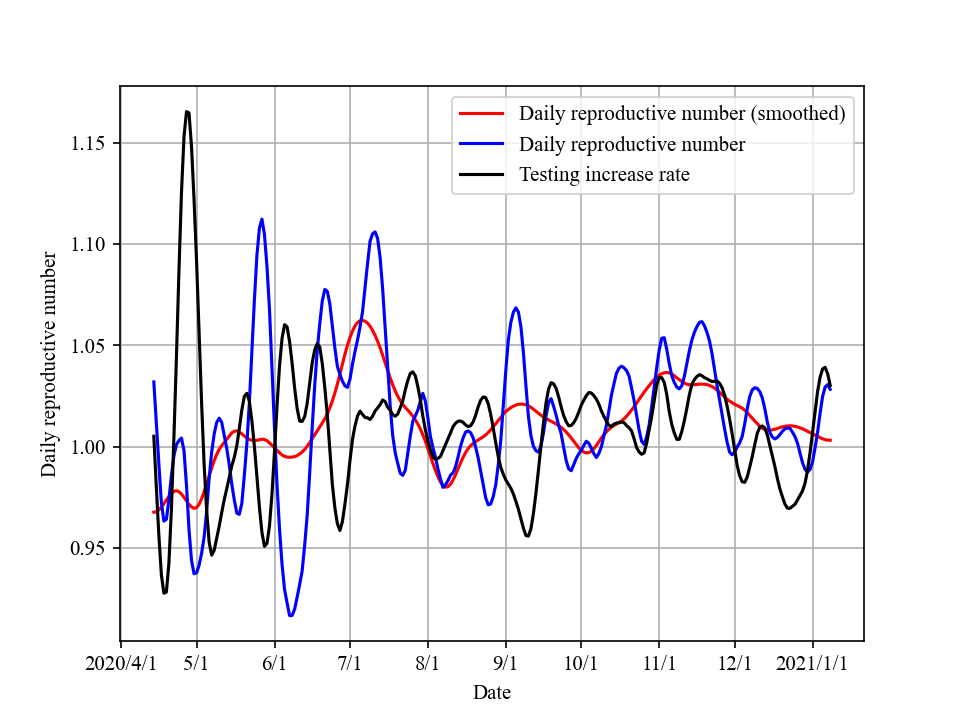 Daily reproductive number (smoothed)
Daily reproductive number
Testing increase rate
Daily reproductive number
1.15
1.10
1.05
1.00
0.95
2020/4/1 5/1 6/1 7/1 8/1 9/1 10/1 11/1 12/1 2021/1/1
Date